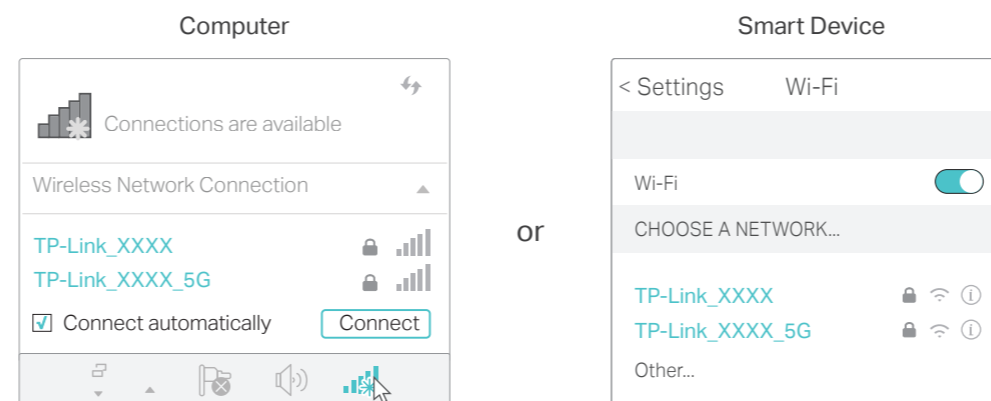 Computer
Connections are available
Wireless Network Connection
TP-Link_XXXX
TP-Link_XXXX_5G
Connect automatically
Connect
or
Smart Device
< Settings Wi-Fi
Wi-Fi
CHOOSE A NETWORK...
TP-Link_XXXX
TP-Link_XXXX_5G
Other...